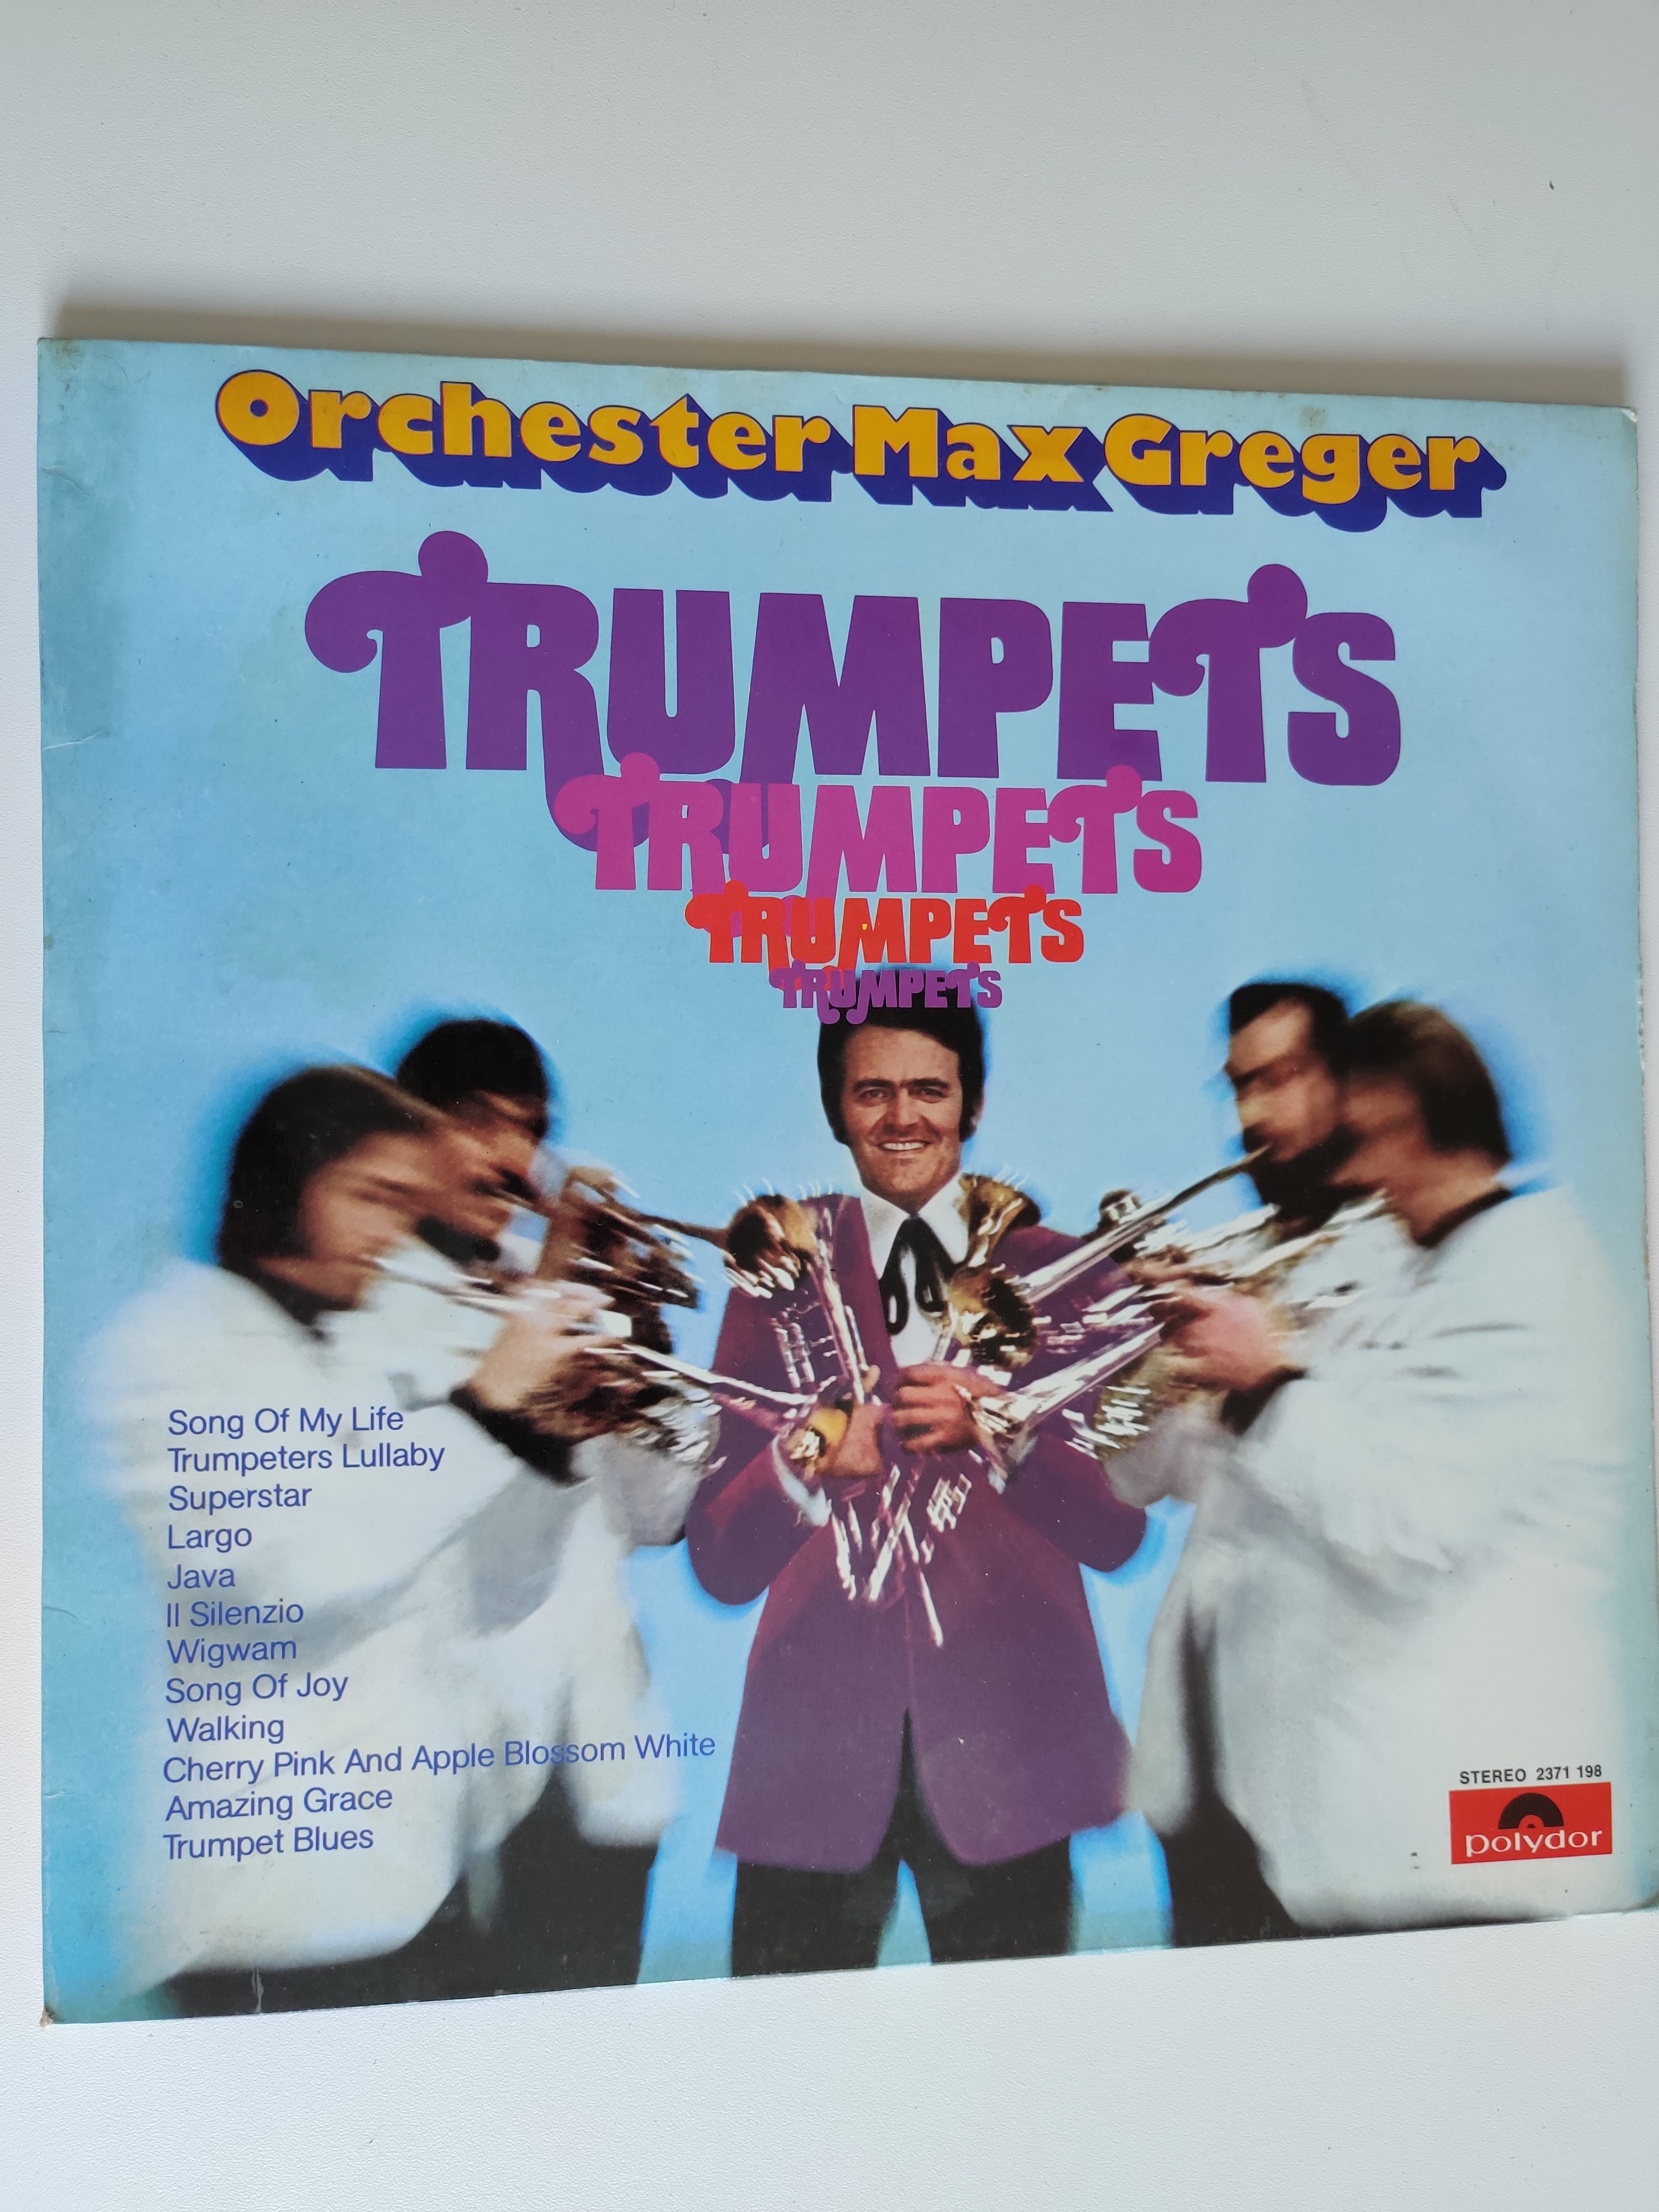 Orchester Max Greger
TRUMPETS
TRUMPETS
TRUMPETS
TRUMPETS
Song Of My Life
Trumpeters Lullaby
Superstar
Largo
Java
Il Silenzio
Wigwam
Song Of Joy
Walking
Cherry Pink And Apple Blossom White
Amazing Grace
Trumpet Blues
STEREO 2371 198
polydor